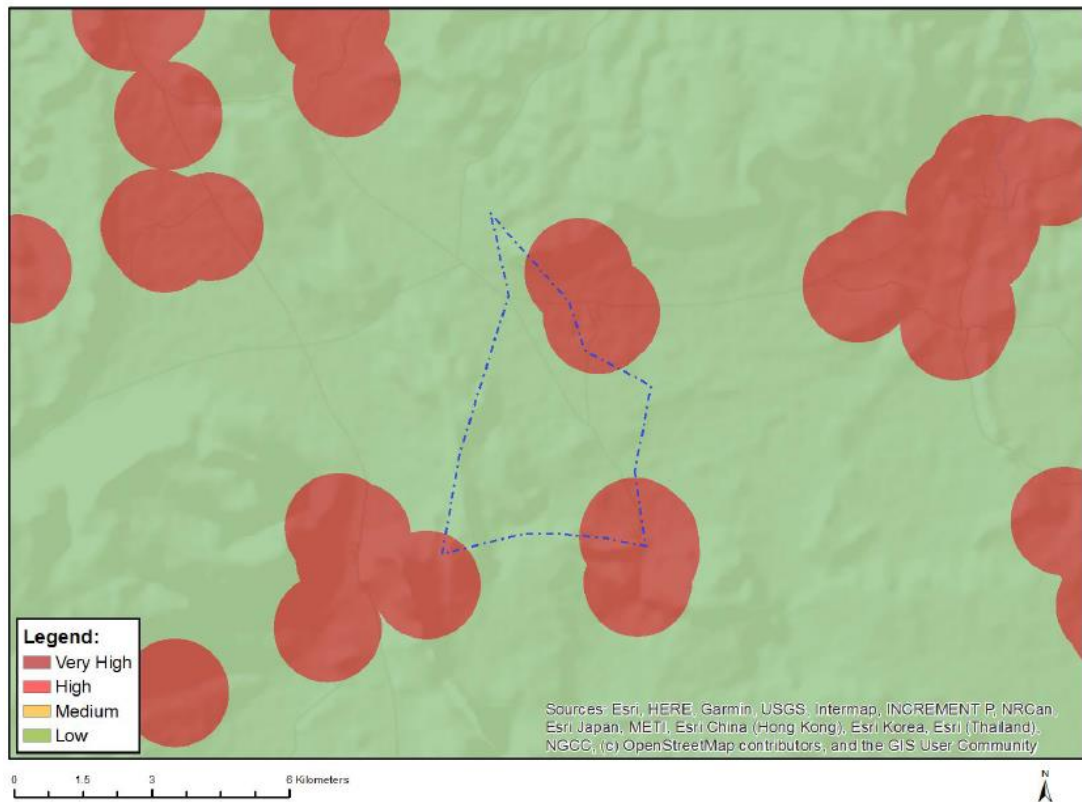 Legend:
Very High
High
Medium
Low
Sources: Esri, HERE, Garmin, USGS, Intermap, INCREMENT P, NRCan,
Esri Japan, METI, Esri China (Hong Kong), Esri Korea, Esri (Thailand),
NGCC, (c) OpenStreetMap contributors, and the GIS User Community
0 1.5 3 6 Kilometers
N